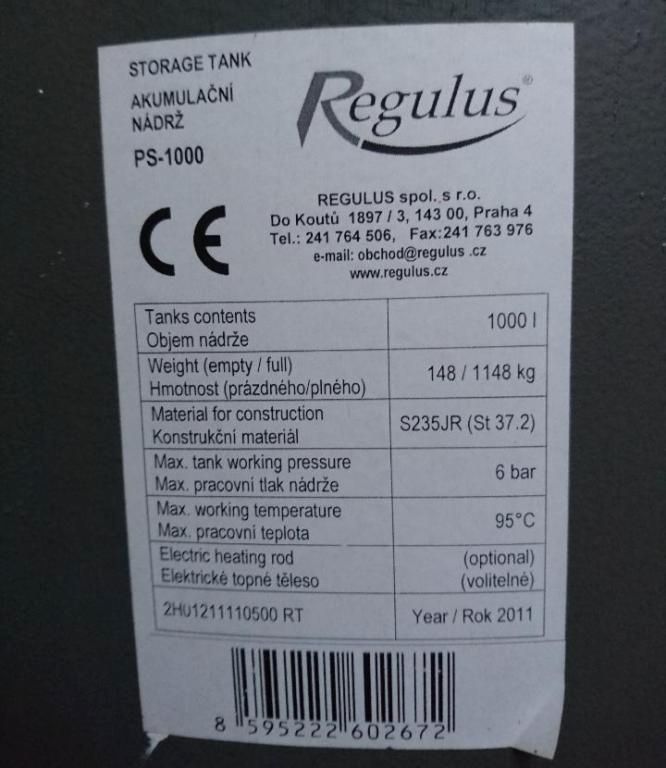 STORAGE TANK
AKUMULAČNÍ
NÁDRŽ
PS-1000
Regulus®
CE
REGULUS spol. s r.o.
Do Koutů 1897 / 3, 143 00, Praha 4
Tel.: 241 764 506, Fax:241 763 976
e-mail: obchod@regulus .cz
www.regulus.cz
Tanks contents
Objem nádrže
1000 l
Weight (empty / full)
Hmotnost (prázdného/plného)
148 / 1148 kg
Material for construction
Konstrukční materiál
S235JR (St 37.2)
Max. tank working pressure
Max. pracovní tlak nádrže
6 bar
Max. working temperature
Max. pracovní teplota
95°C
Electric heating rod
Elektrické topné těleso
(optional)
(volitelné)
2HU1211110500 RT
Year / Rok 2011
8 595222 602672